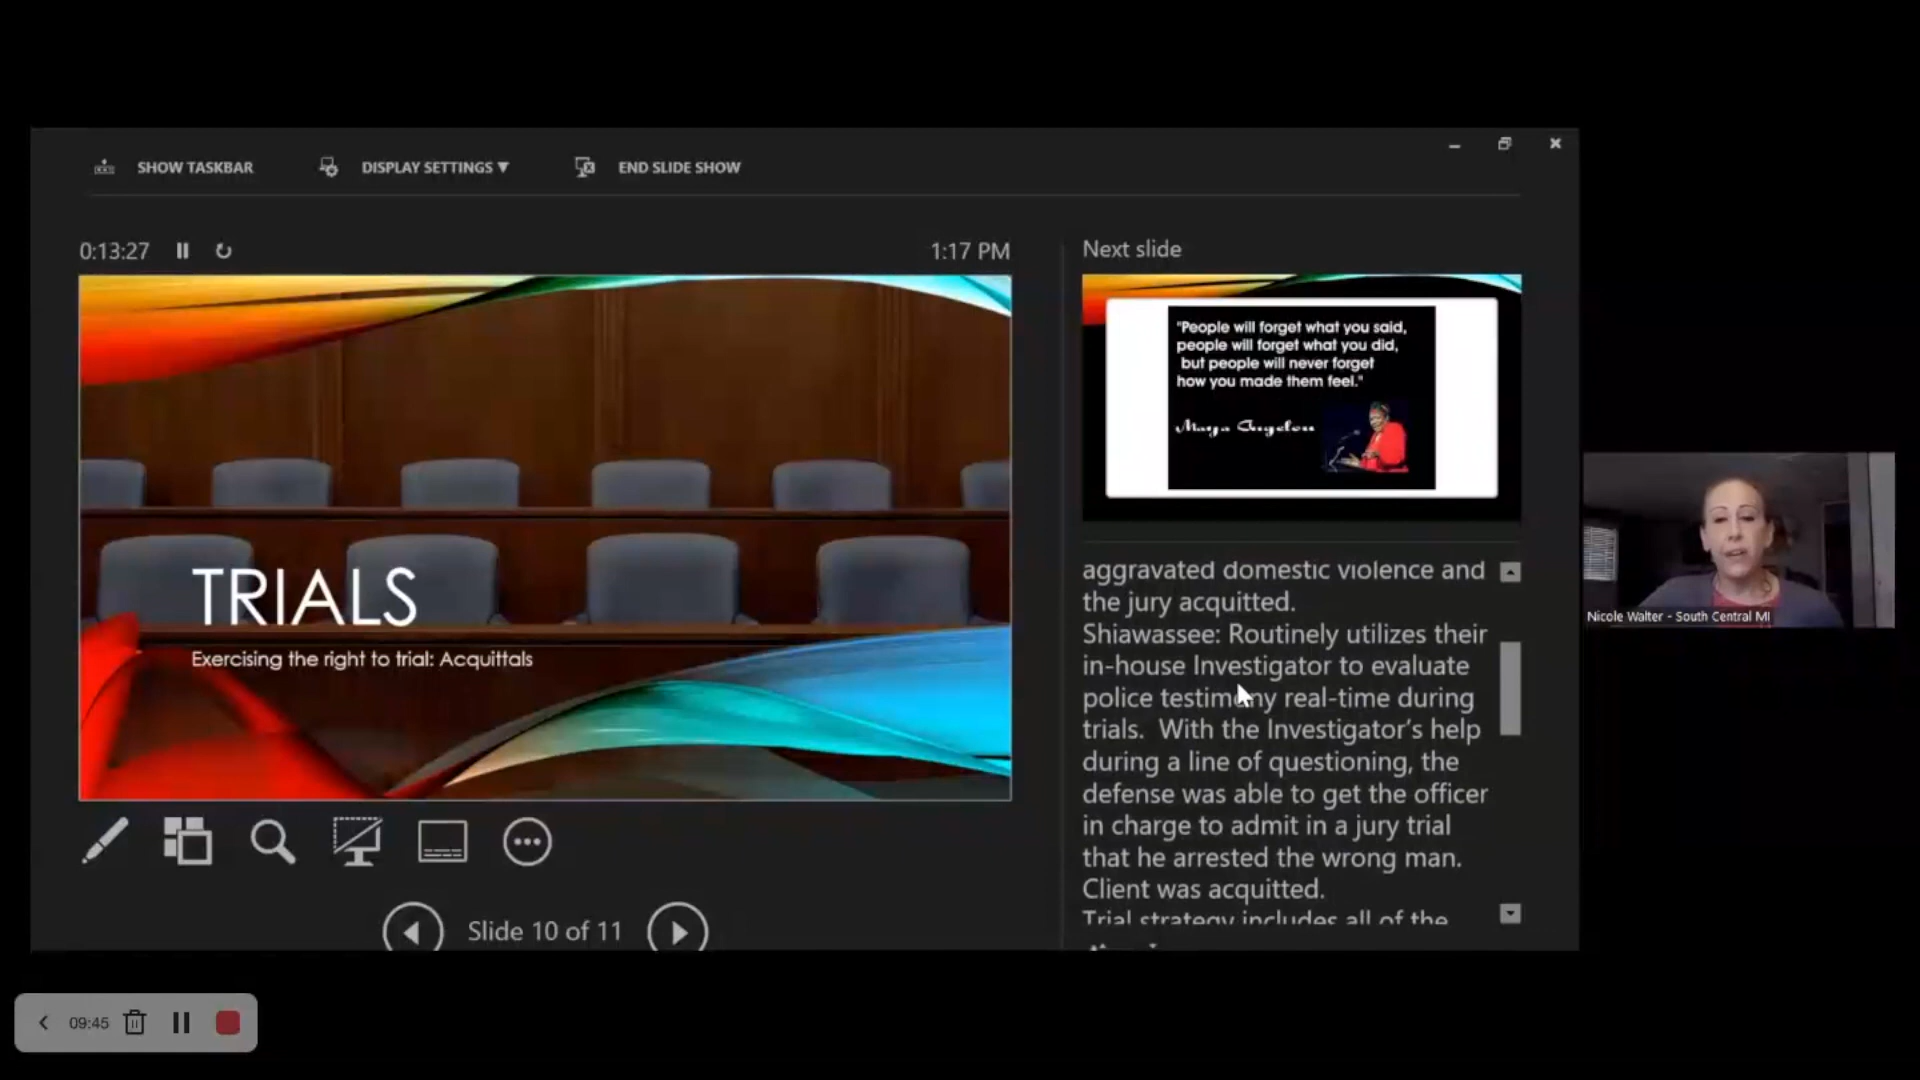 SHOW TASKBAR
DISPLAY SETTINGS ▼
END SLIDE SHOW
0:13:27
1:17 PM
Next slide
"People will forget what you said,
people will forget what you did,
but people will never forget
how you made them feel."
Maya Angelou
TRIALS
Exercising the right to trial: Acquittals
aggravated domestic violence and
the jury acquitted.
Shiawassee: Routinely utilizes their
in-house Investigator to evaluate
police testimony real-time during
trials. With the Investigator's help
during a line of questioning, the
defense was able to get the officer
in charge to admit in a jury trial
that he arrested the wrong man.
Client was acquitted.
Trial strategy includes all of the
Nicole Walter - South Central MI
Slide 10 of 11
09:45